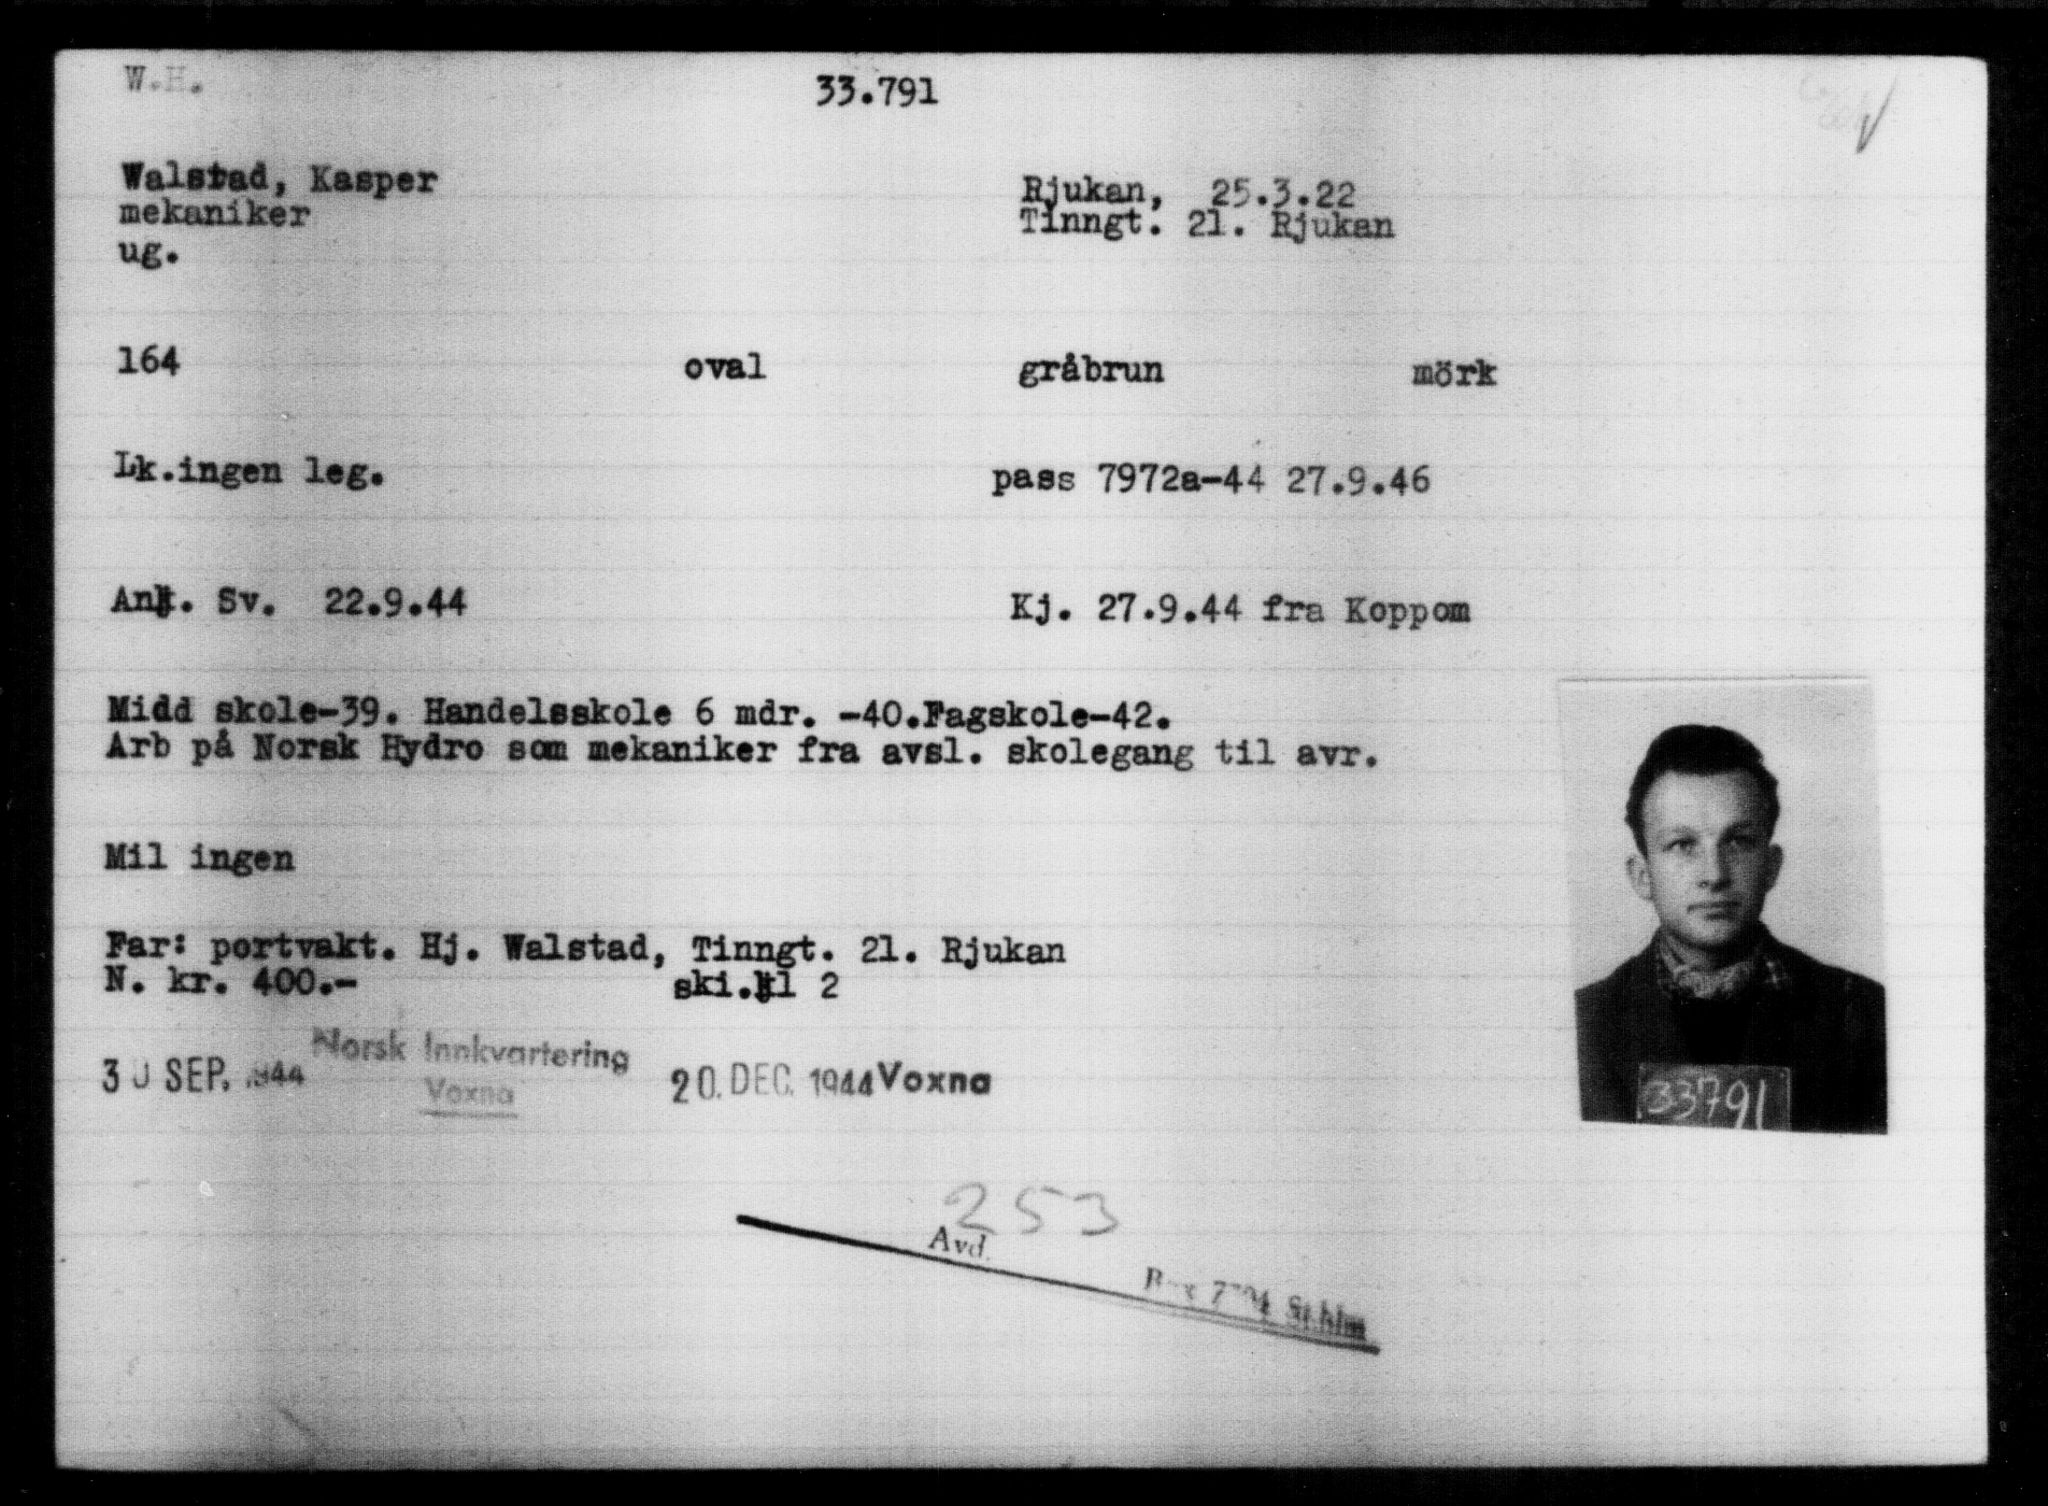 W.H.
33.791
Walstad, Kasper
Rjukan, 25.3.22
mekaniker
Tinngt. 21. Rjukan
ug.
164 oval gråbrun mörk
Lk.ingen leg.
pass 7972a-44 27.9.46
Ank. Sv. 22.9.44
Kj. 27.9.44 fra Koppom
Midd skole-39. Handelsskole 6 mdr. -40.Fagskole-42.
Arb på Norsk Hydro som mekaniker fra avsl. skolegang til avr.
Mil ingen
Far: portvakt. Hj. Walstad, Tinngt. 21. Rjukan
N. kr. 400.- ski.kl 2
30 SEP. 1944 Norsk Innkvartering
Voxna
20. DEC. 1944 Voxna
33791
253
Avd.
Sthlm